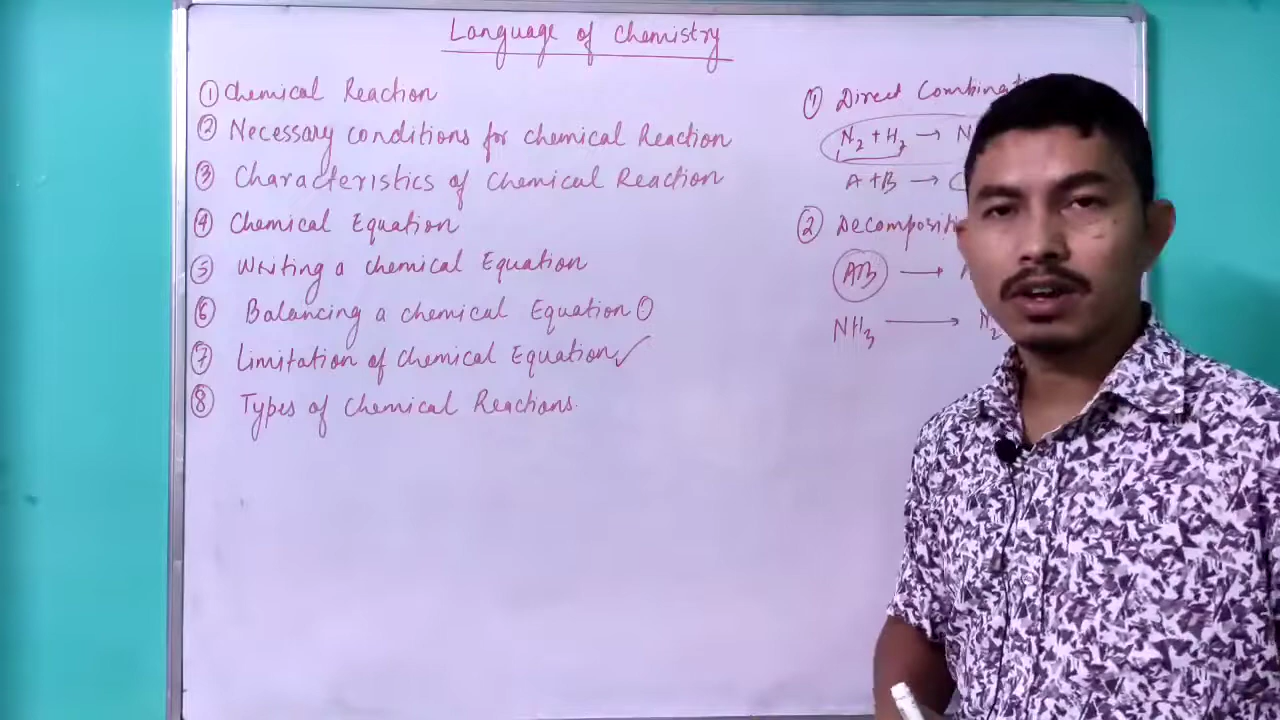 Language of Chemistry
① Chemical Reaction
② Necessary conditions for chemical Reaction
③ Characteristics of Chemical Reaction
④ Chemical Equation
⑤ Writing a chemical Equation
⑥ Balancing a chemical Equation
⑦ Limitation of chemical Equation ✓
⑧ Types of Chemical Reactions.
① Direct
N₂ + H₂ → N
A + B →
②
AB →
NH₃ → N₂